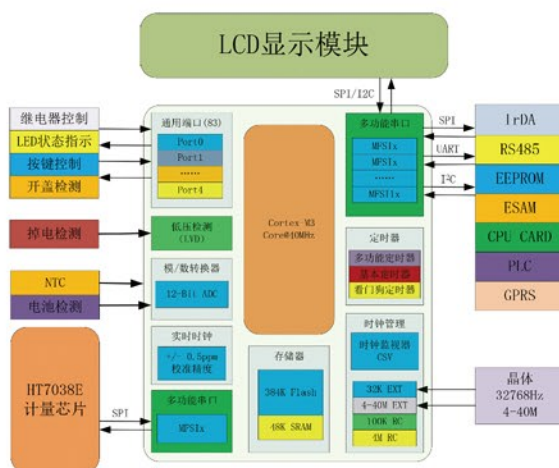 LCD显示模块
SPI/I2C
继电器控制
LED状态指示
按键控制
开盖检测
掉电检测
NTC
电池检测
HT7038E
计量芯片
SPI
通用端口(83)
Port0
Port1
……
Port4
低压检测
(LVD)
模/数转换器
12-Bit ADC
实时时钟
+/- 0.5ppm
校准精度
多功能串口
MFSIx
Cortex M3
Core@40MHz
存储器
384K Flash
48K SRAM
多功能串口
MFSIx
MFSIx
……
MFSI1x
定时器
多功能定时器
基本定时器
看门狗定时器
时钟管理
时钟监视器
CSV
32K EXT
4-40M EXT
100K RC
4M RC
SPI
UART
I²C
IrDA
RS485
EEPROM
ESAM
CPU CARD
PLC
GPRS
晶体
32768Hz
4-40M